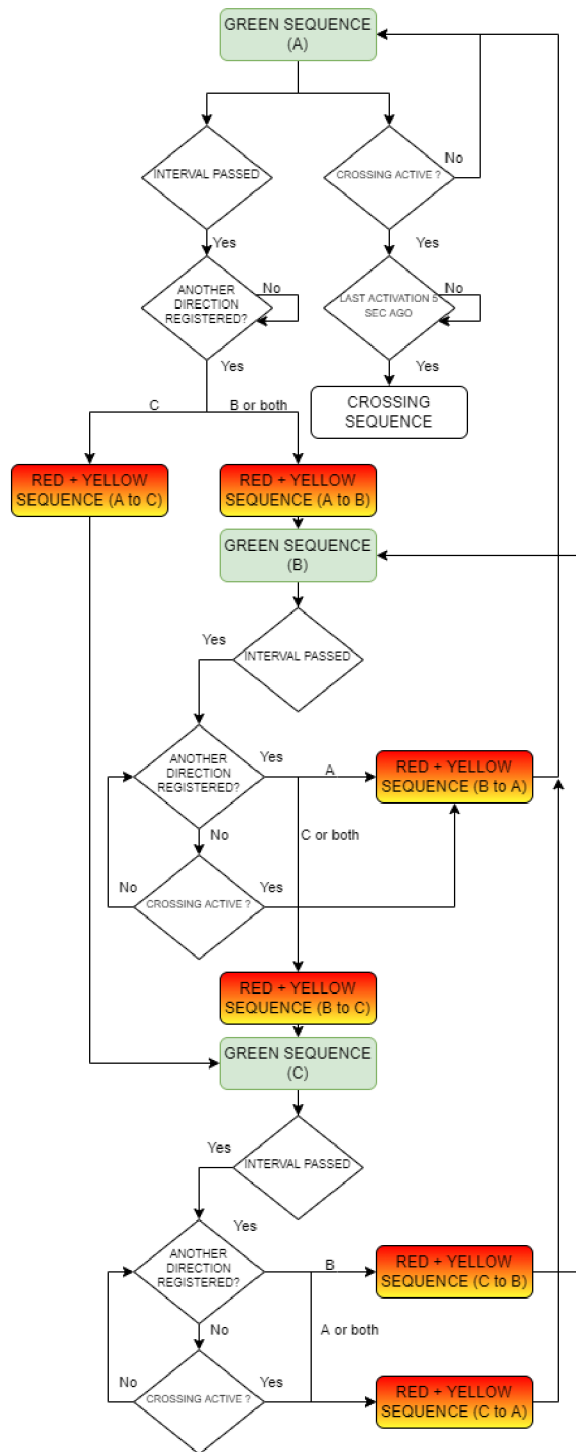 GREEN SEQUENCE
(A)
INTERVAL PASSED
CROSSING ACTIVE ?
No
Yes
Yes
ANOTHER
DIRECTION
REGISTERED?
No
LAST ACTIVATION 5
SEC AGO
No
Yes
Yes
CROSSING
SEQUENCE
C
B or both
RED + YELLOW
SEQUENCE (A to C)
RED + YELLOW
SEQUENCE (A to B)
GREEN SEQUENCE
(B)
Yes
INTERVAL PASSED
ANOTHER
DIRECTION
REGISTERED?
Yes
A
RED + YELLOW
SEQUENCE (B to A)
No
C or both
No
CROSSING ACTIVE ?
Yes
RED + YELLOW
SEQUENCE (B to C)
GREEN SEQUENCE
(C)
Yes
INTERVAL PASSED
Yes
ANOTHER
DIRECTION
REGISTERED?
B
RED + YELLOW
SEQUENCE (C to B)
No
A or both
No
CROSSING ACTIVE ?
Yes
RED + YELLOW
SEQUENCE (C to A)